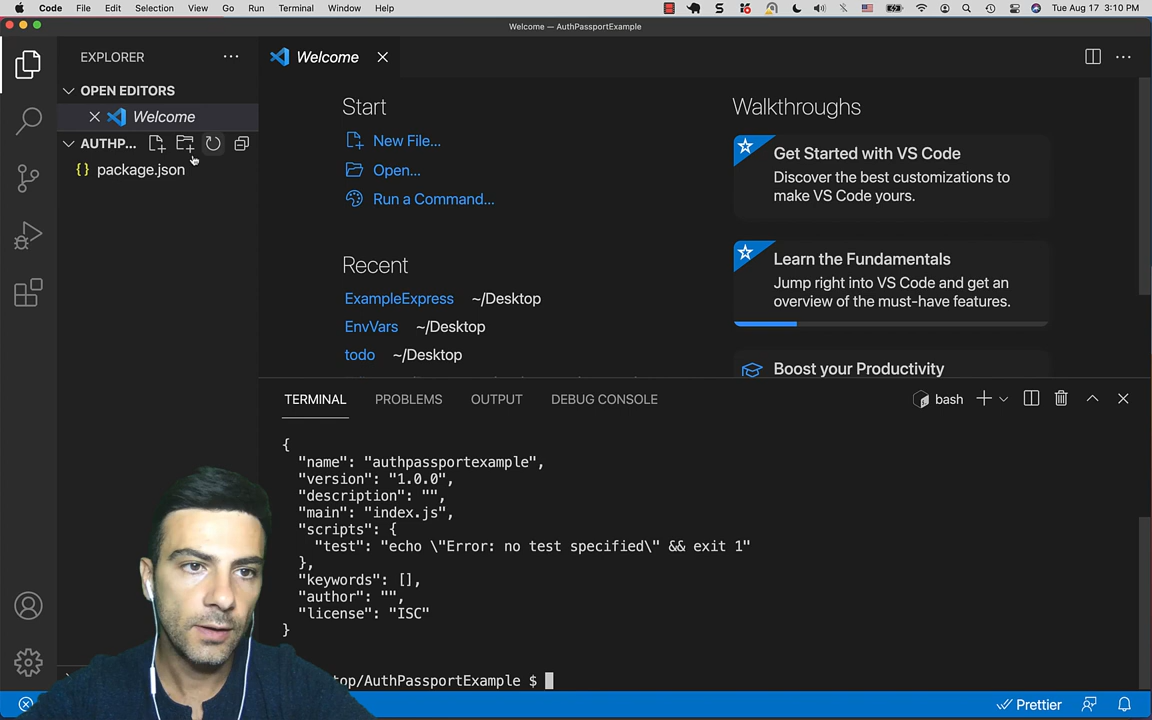 Code File Edit Selection View Go Run Terminal Window Help Tue Aug 17 3:10 PM
Welcome — AuthPassportExample
EXPLORER
Welcome
OPEN EDITORS
Welcome
AUTHP...
package.json
Start
New File...
Open...
Run a Command...
Recent
ExampleExpress ~/Desktop
EnvVars ~/Desktop
todo ~/Desktop
Walkthroughs
Get Started with VS Code
Discover the best customizations to
make VS Code yours.
Learn the Fundamentals
Jump right into VS Code and get an
overview of the must-have features.
Boost your Productivity
TERMINAL PROBLEMS OUTPUT DEBUG CONSOLE bash
{
"name": "authpassportexample",
"version": "1.0.0",
"description": "",
"main": "index.js",
"scripts": {
"test": "echo \"Error: no test specified\" && exit 1"
},
"keywords": [],
"author": "",
"license": "ISC"
}
top/AuthPassportExample $
Prettier